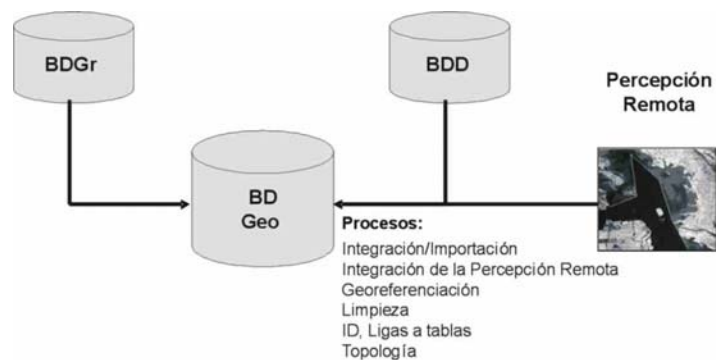 BDGr
BDD
Percepción
Remota
BD
Geo
Procesos:
Integración/Importación
Integración de la Percepción Remota
Georeferenciación
Limpieza
ID, Ligas a tablas
Topología